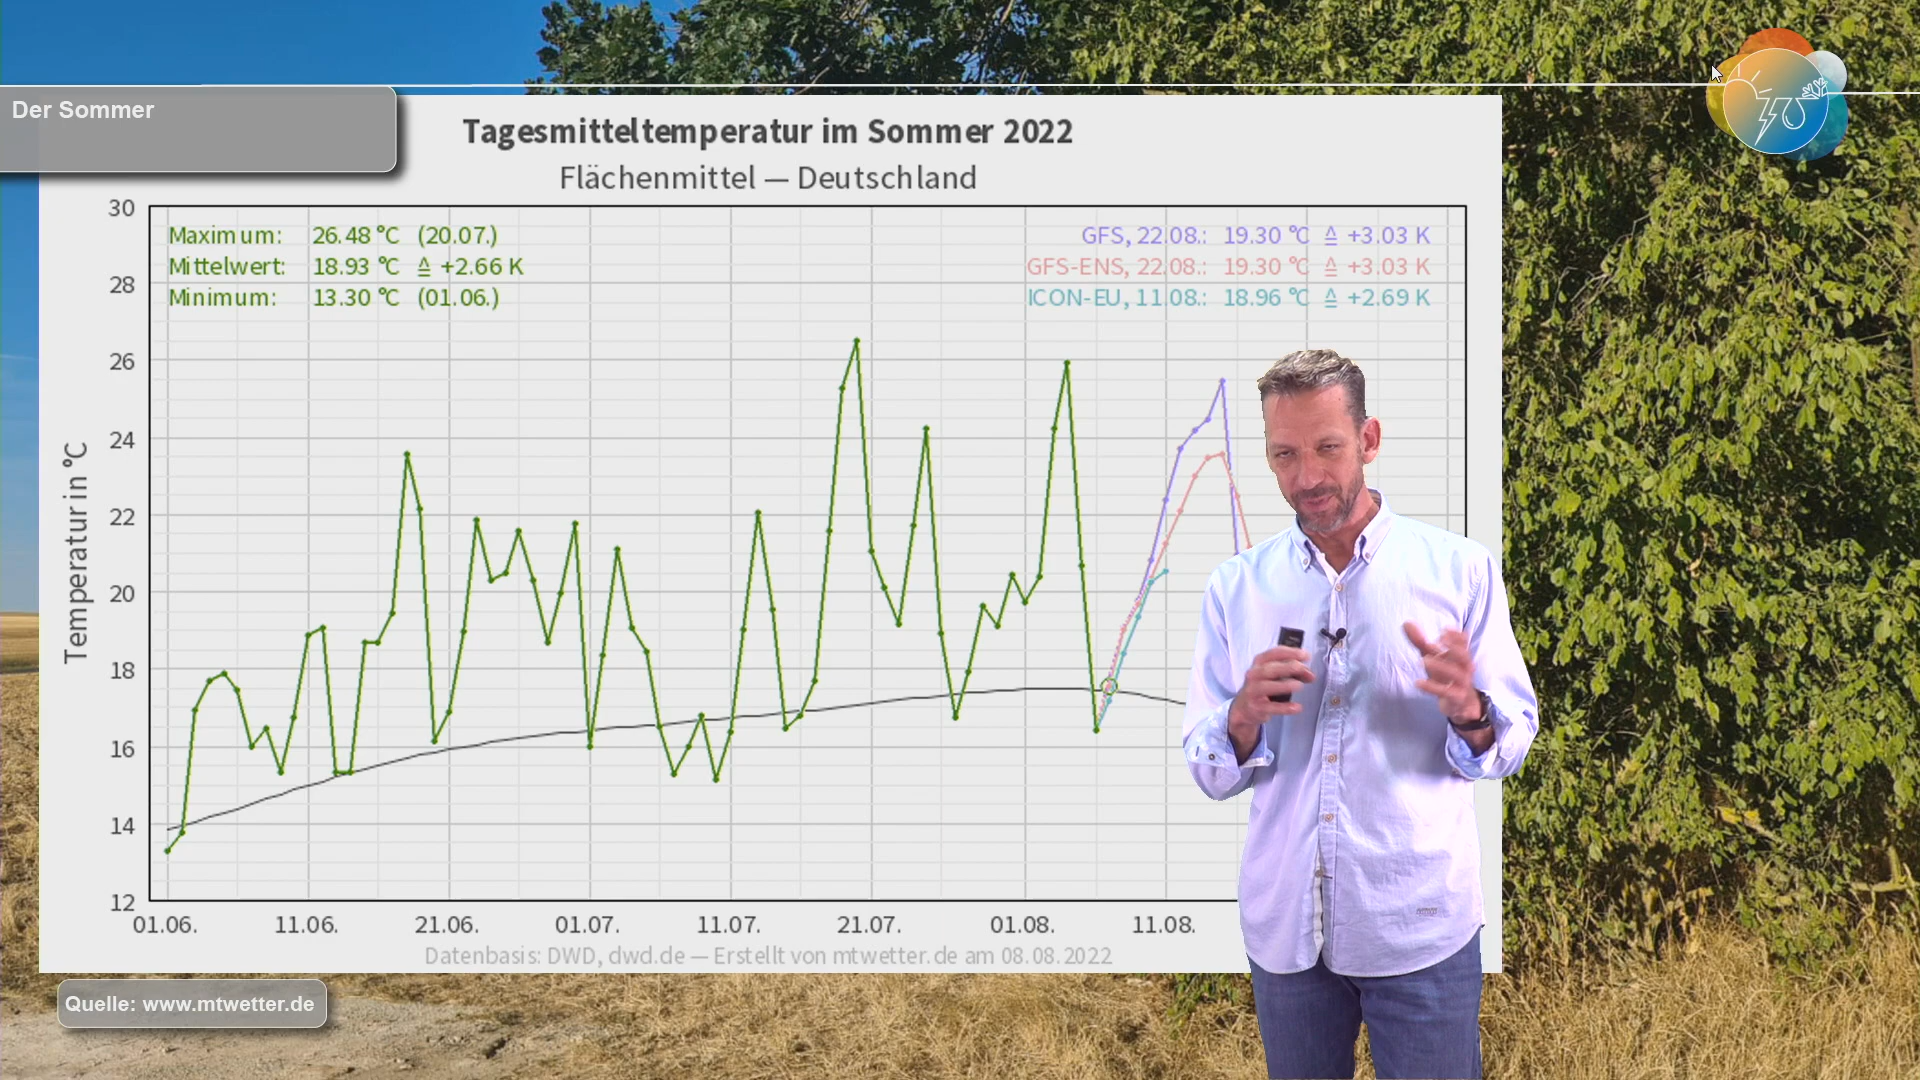 Der Sommer
Tagesmitteltemperatur im Sommer 2022
Flächenmittel — Deutschland
Maximum: 26.48 °C (20.07.)
Mittelwert: 18.93 °C ≙ +2.66 K
Minimum: 13.30 °C (01.06.)
GFS, 22.08.: 19.30 °C ≙ +3.03 K
GFS-ENS, 22.08.: 19.30 °C ≙ +3.03 K
ICON-EU, 11.08.: 18.96 °C ≙ +2.69 K
Temperatur in °C
30
28
26
24
22
20
18
16
14
12
01.06. 11.06. 21.06. 01.07. 11.07. 21.07. 01.08. 11.08.
Datenbasis: DWD, dwd.de — Erstellt von mtwetter.de am 08.08.2022
Quelle: www.mtwetter.de